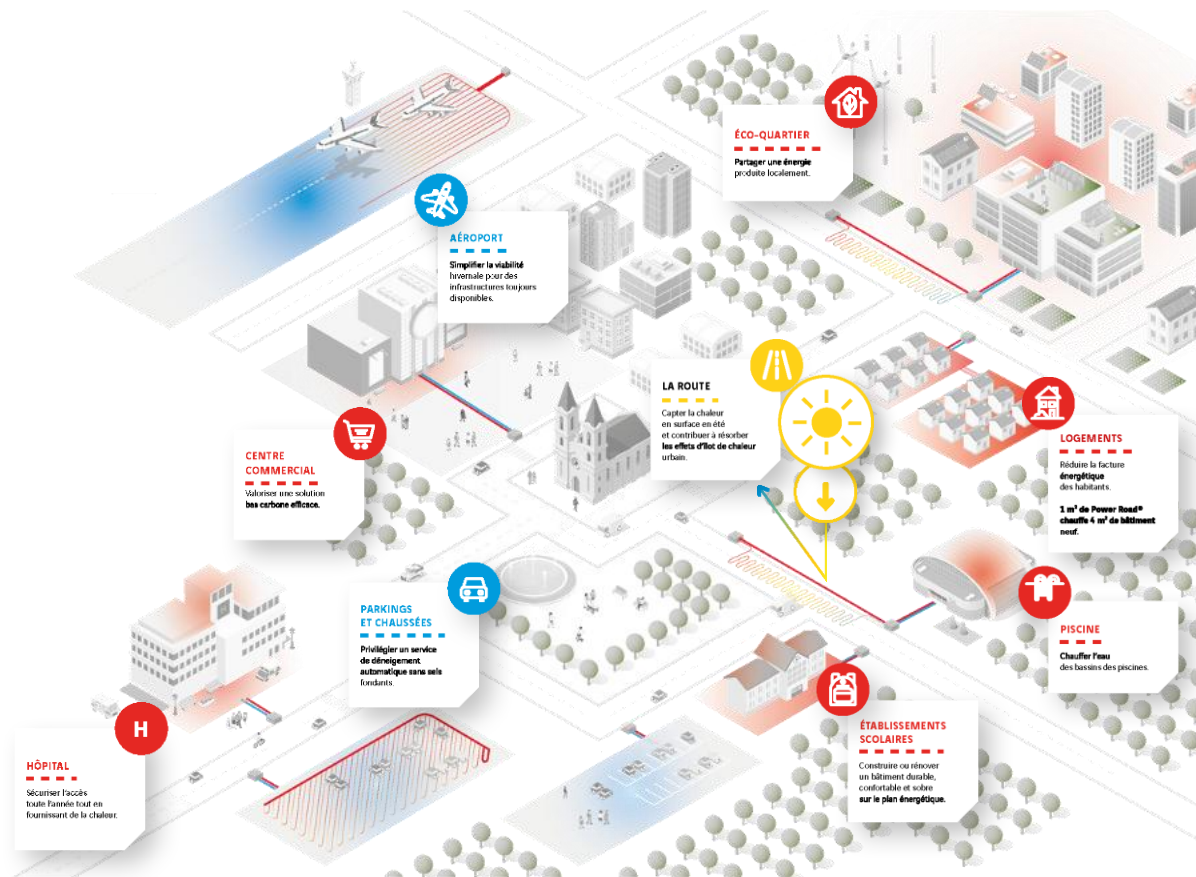 ÉCO-QUARTIER
Partager une énergie
produite localement.
AÉROPORT
Simplifier la viabilité
hivernale pour des
infrastructures toujours
disponibles.
LA ROUTE
Capter la chaleur
en surface en été
et contribuer à résorber
les effets d'îlot de chaleur
urbain.
CENTRE
COMMERCIAL
Valoriser une solution
bas carbone efficace.
LOGEMENTS
Réduire la facture
énergétique
des habitants.
1 m² de Power Road®
chauffe 4 m² de bâtiment
neuf.
PARKINGS
ET CHAUSSÉES
Privilégier un service
de déneigement
automatique sans sels
fondants.
PISCINE
Chauffer l'eau
des bassins des piscines.
H
HÔPITAL
Sécuriser l'accès
toute l'année tout en
fournissant de la chaleur.
ÉTABLISSEMENTS
SCOLAIRES
Construire ou rénover
un bâtiment durable,
confortable et sobre
sur le plan énergétique.